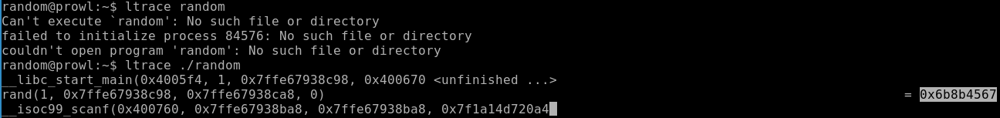 random@prowl:~$ ltrace random
Can't execute `random': No such file or directory
failed to initialize process 84576: No such file or directory
couldn't open program 'random': No such file or directory
random@prowl:~$ ltrace ./random
__libc_start_main(0x4005f4, 1, 0x7ffe67938c98, 0x400670 <unfinished ...>
rand(1, 0x7ffe67938c98, 0x7ffe67938ca8, 0) = 0x6b8b4567
__isoc99_scanf(0x400760, 0x7ffe67938ba8, 0x7ffe67938ba8, 0x7f1a14d720a4